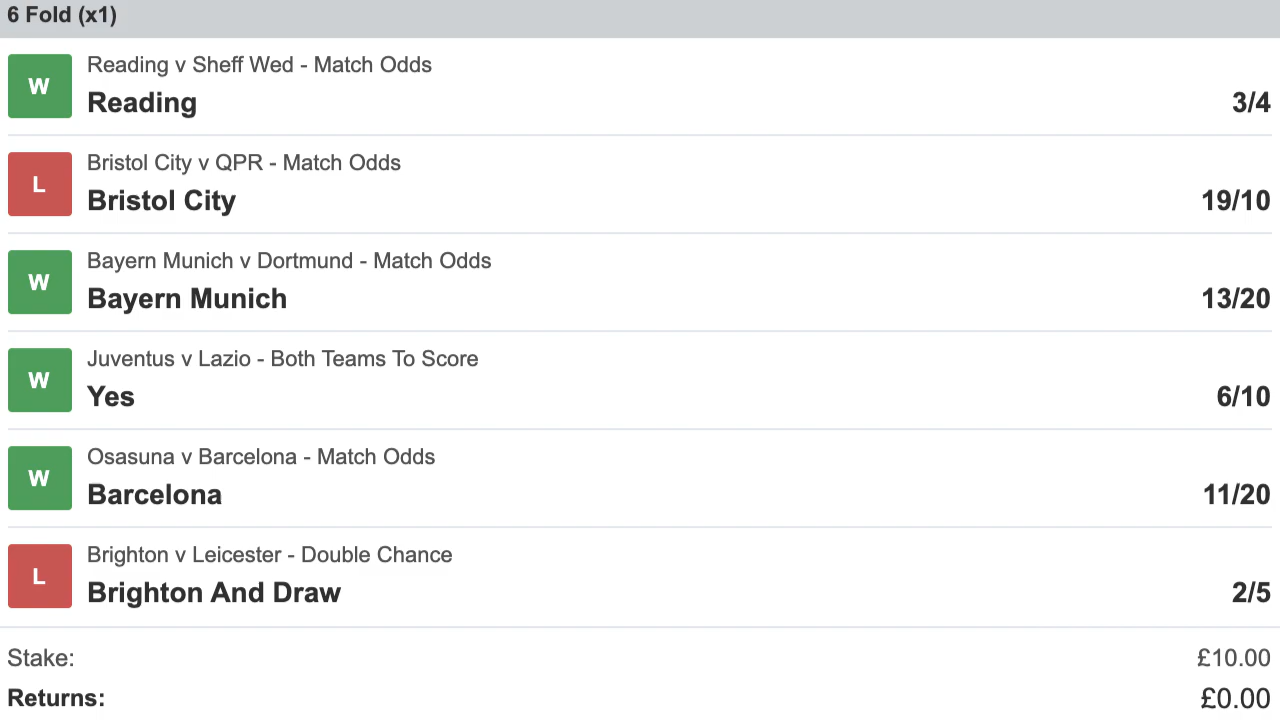 6 Fold (x1)
W
Reading v Sheff Wed - Match Odds
Reading 3/4
L
Bristol City v QPR - Match Odds
Bristol City 19/10
W
Bayern Munich v Dortmund - Match Odds
Bayern Munich 13/20
W
Juventus v Lazio - Both Teams To Score
Yes 6/10
W
Osasuna v Barcelona - Match Odds
Barcelona 11/20
L
Brighton v Leicester - Double Chance
Brighton And Draw 2/5
Stake: £10.00
Returns: £0.00